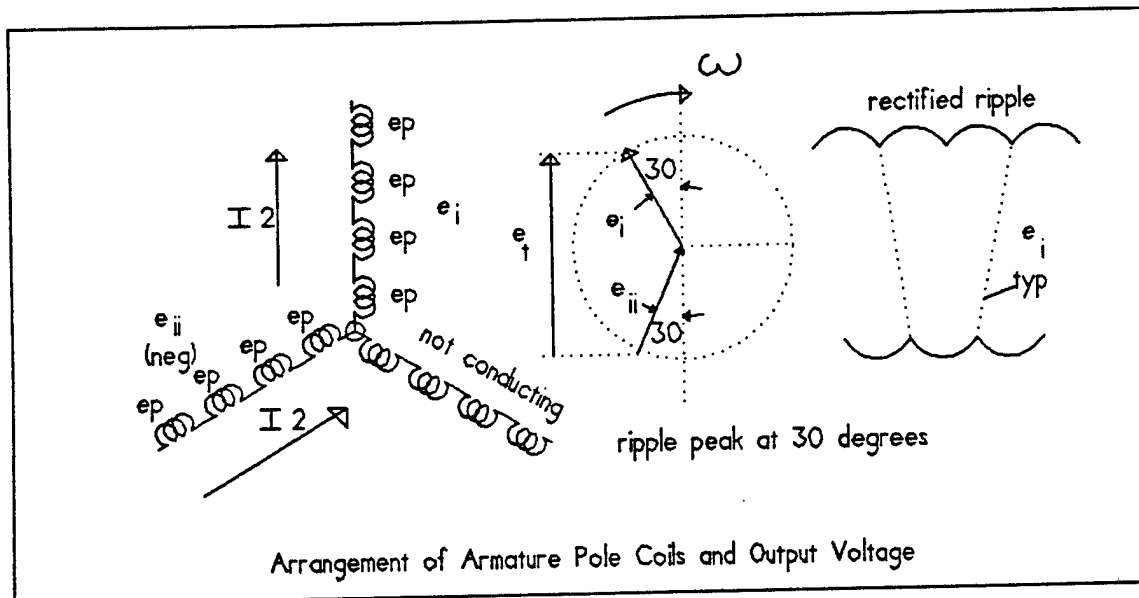 ω
rectified ripple
ep
ep
I 2
e i
ep
ep
e ii
(neg)
ep
ep
ep
ep
I 2
not conducting
30
e t
e i
e ii
30
e i
typ
ripple peak at 30 degrees
Arrangement of Armature Pole Coils and Output Voltage